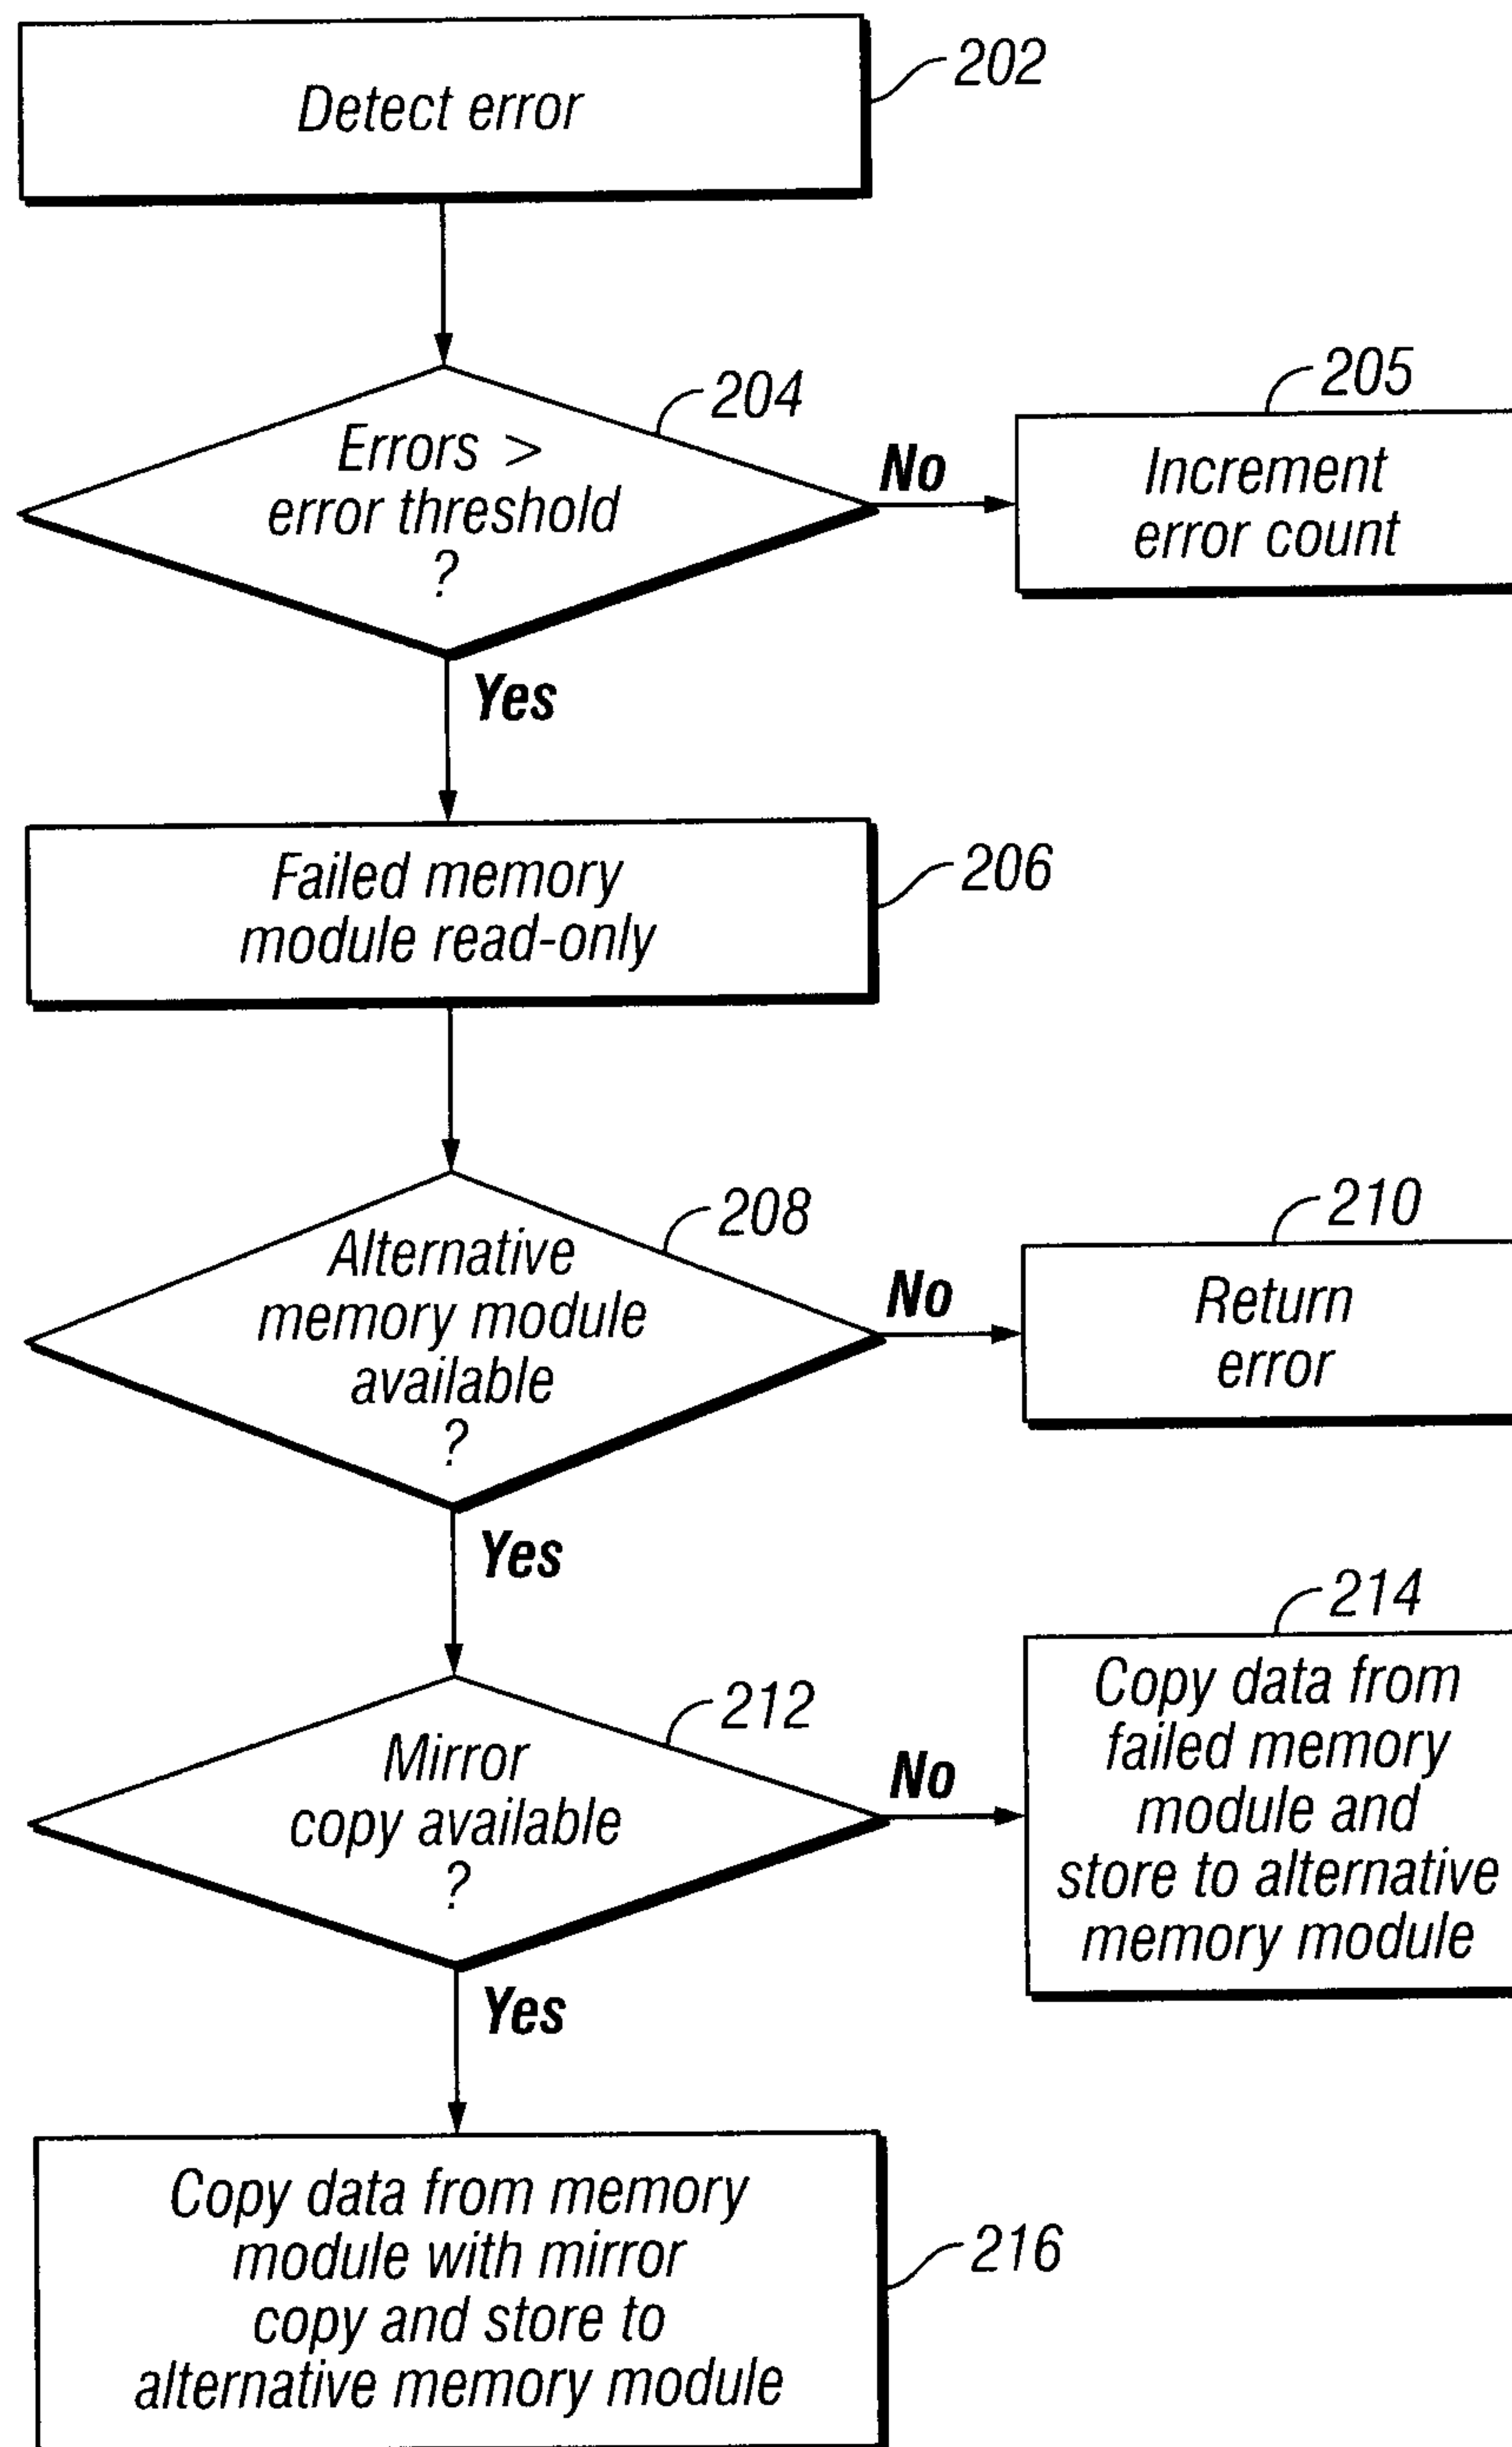 Detect error
202
Errors >
error threshold
?
204
No
205
Increment
error count
Yes
Failed memory
module read-only
206
Alternative
memory module
available
?
208
No
210
Return
error
Yes
Mirror
copy available
?
212
No
214
Copy data from
failed memory
module and
store to alternative
memory module
Yes
Copy data from memory
module with mirror
copy and store to
alternative memory module
216